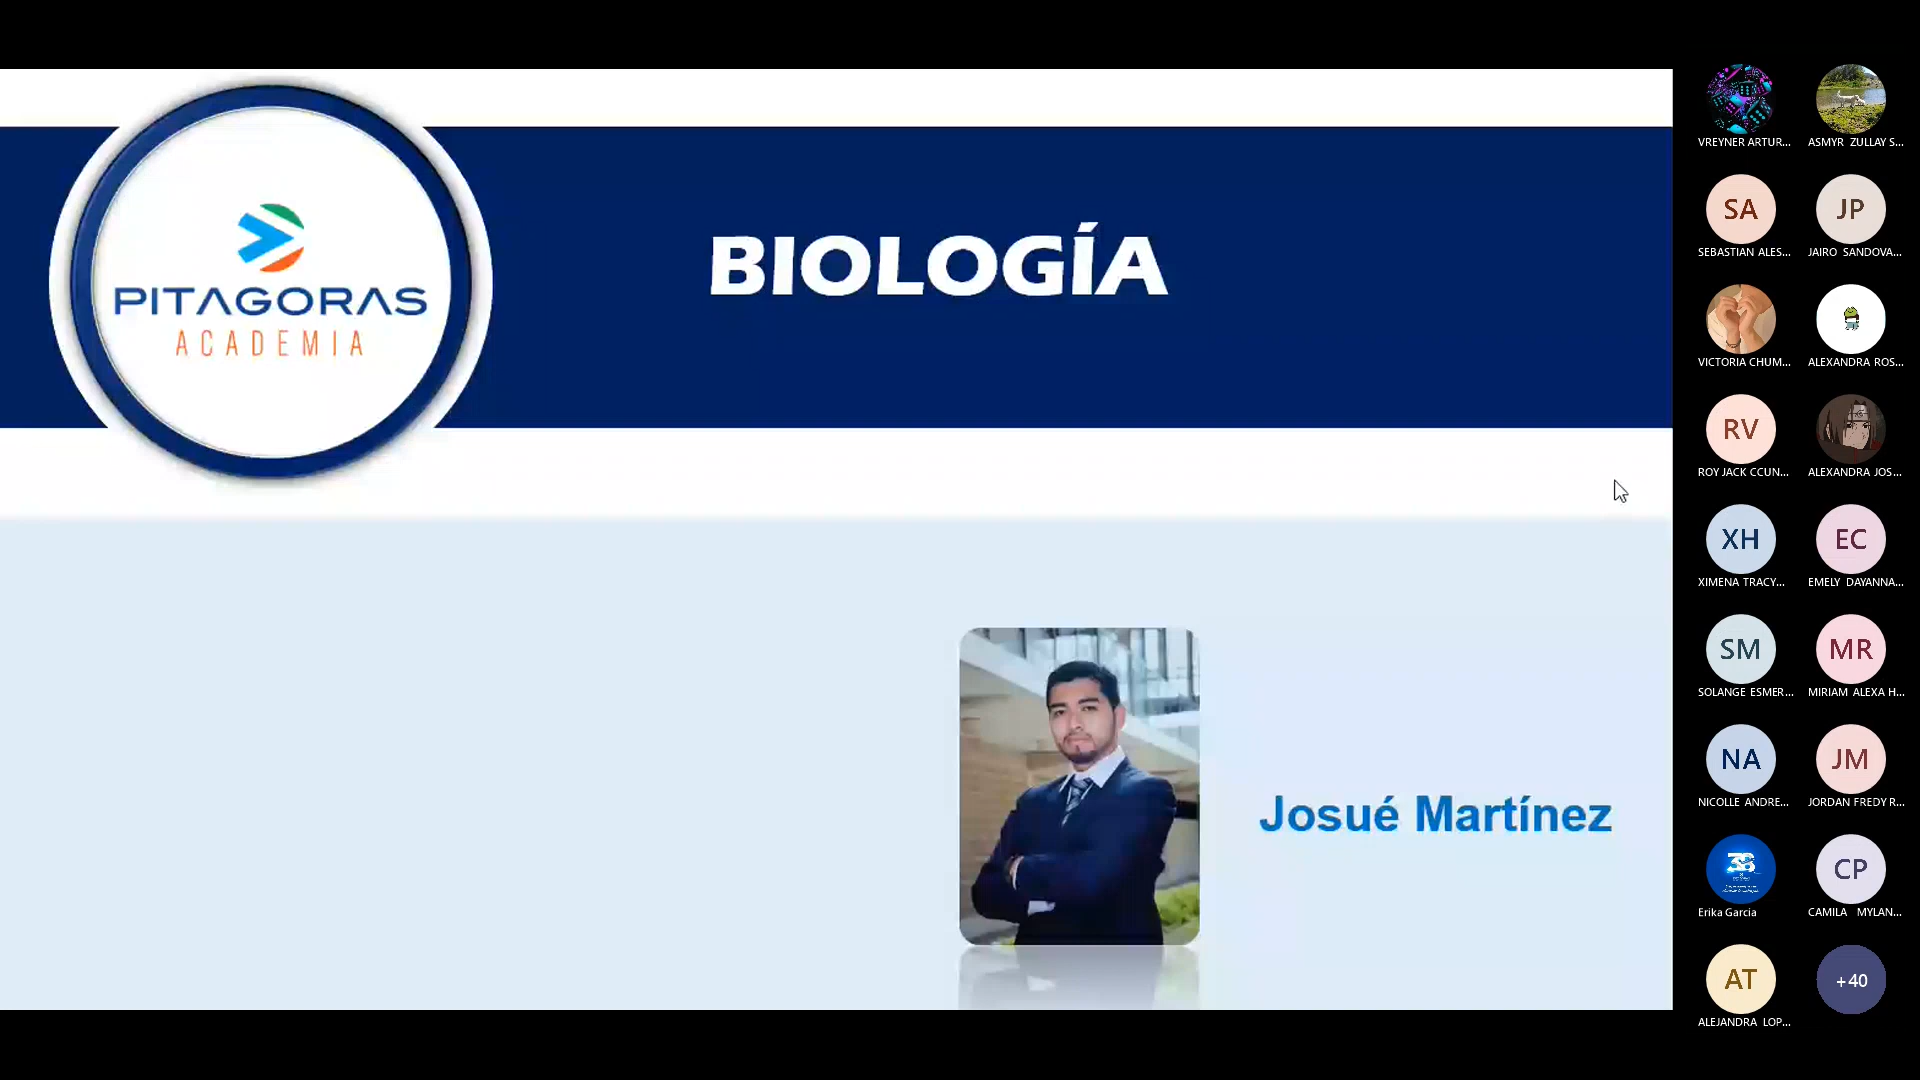 PITAGORAS
ACADEMIA
BIOLOGÍA
Josué Martínez
VREYNER ARTUR...
ASMYR ZULLAY S...
SA
SEBASTIAN ALES...
JP
JAIRO SANDOVA...
VICTORIA CHUM...
ALEXANDRA ROS...
RV
ROY JACK CCUN...
ALEXANDRA JOS...
XH
XIMENA TRACY...
EC
EMELY DAYANNA...
SM
SOLANGE ESMER...
MR
MIRIAM ALEXA H...
NA
NICOLLE ANDRE...
JM
JORDAN FREDY R...
38
Erika García
CP
CAMILA MYLAN...
AT
ALEJANDRA LOP...
+40